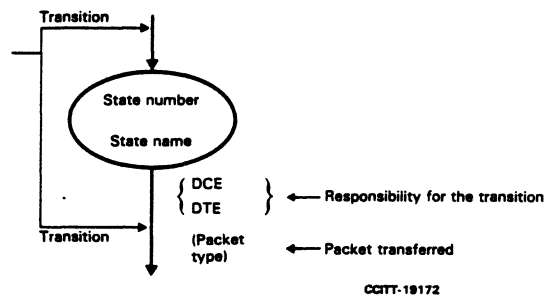 Transition
State number
State name
{ DCE } Responsibility for the transition
DTE
Transition
(Packet type) Packet transferred
CCITT-19172